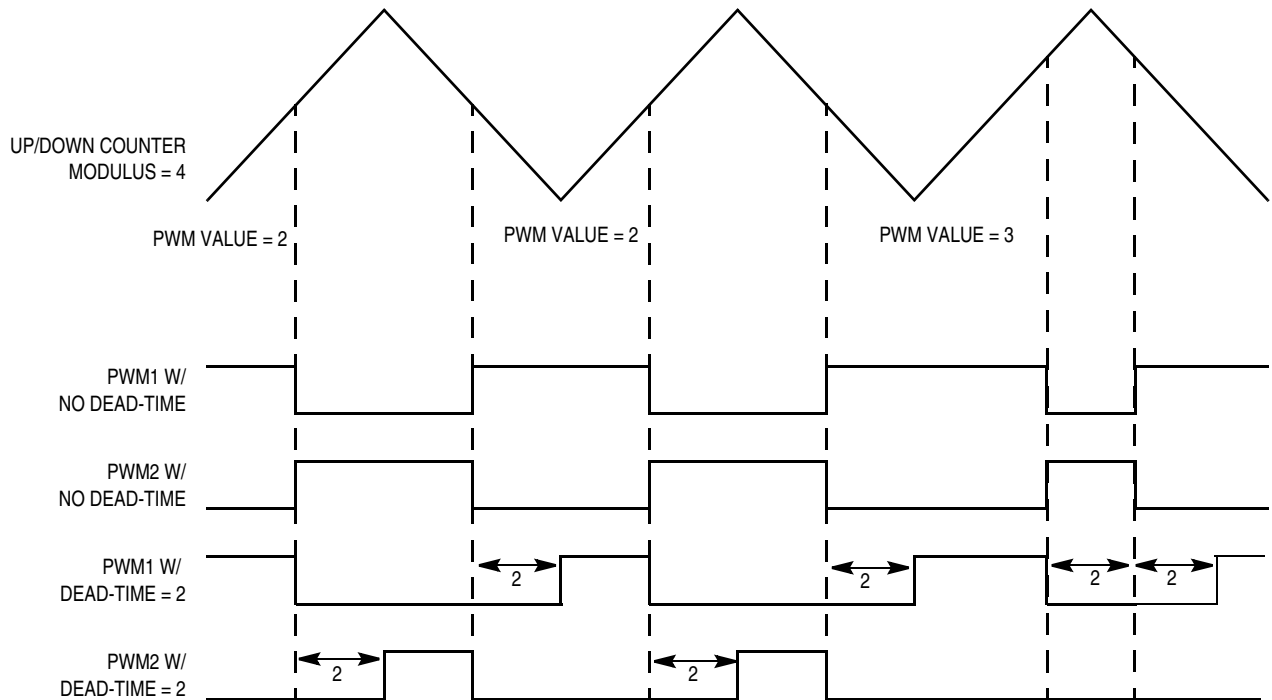 UP/DOWN COUNTER
MODULUS = 4
PWM VALUE = 2
PWM VALUE = 2
PWM VALUE = 3
PWM1 W/
NO DEAD-TIME
PWM2 W/
NO DEAD-TIME
PWM1 W/
DEAD-TIME = 2
2
2
2
2
PWM2 W/
DEAD-TIME = 2
2
2